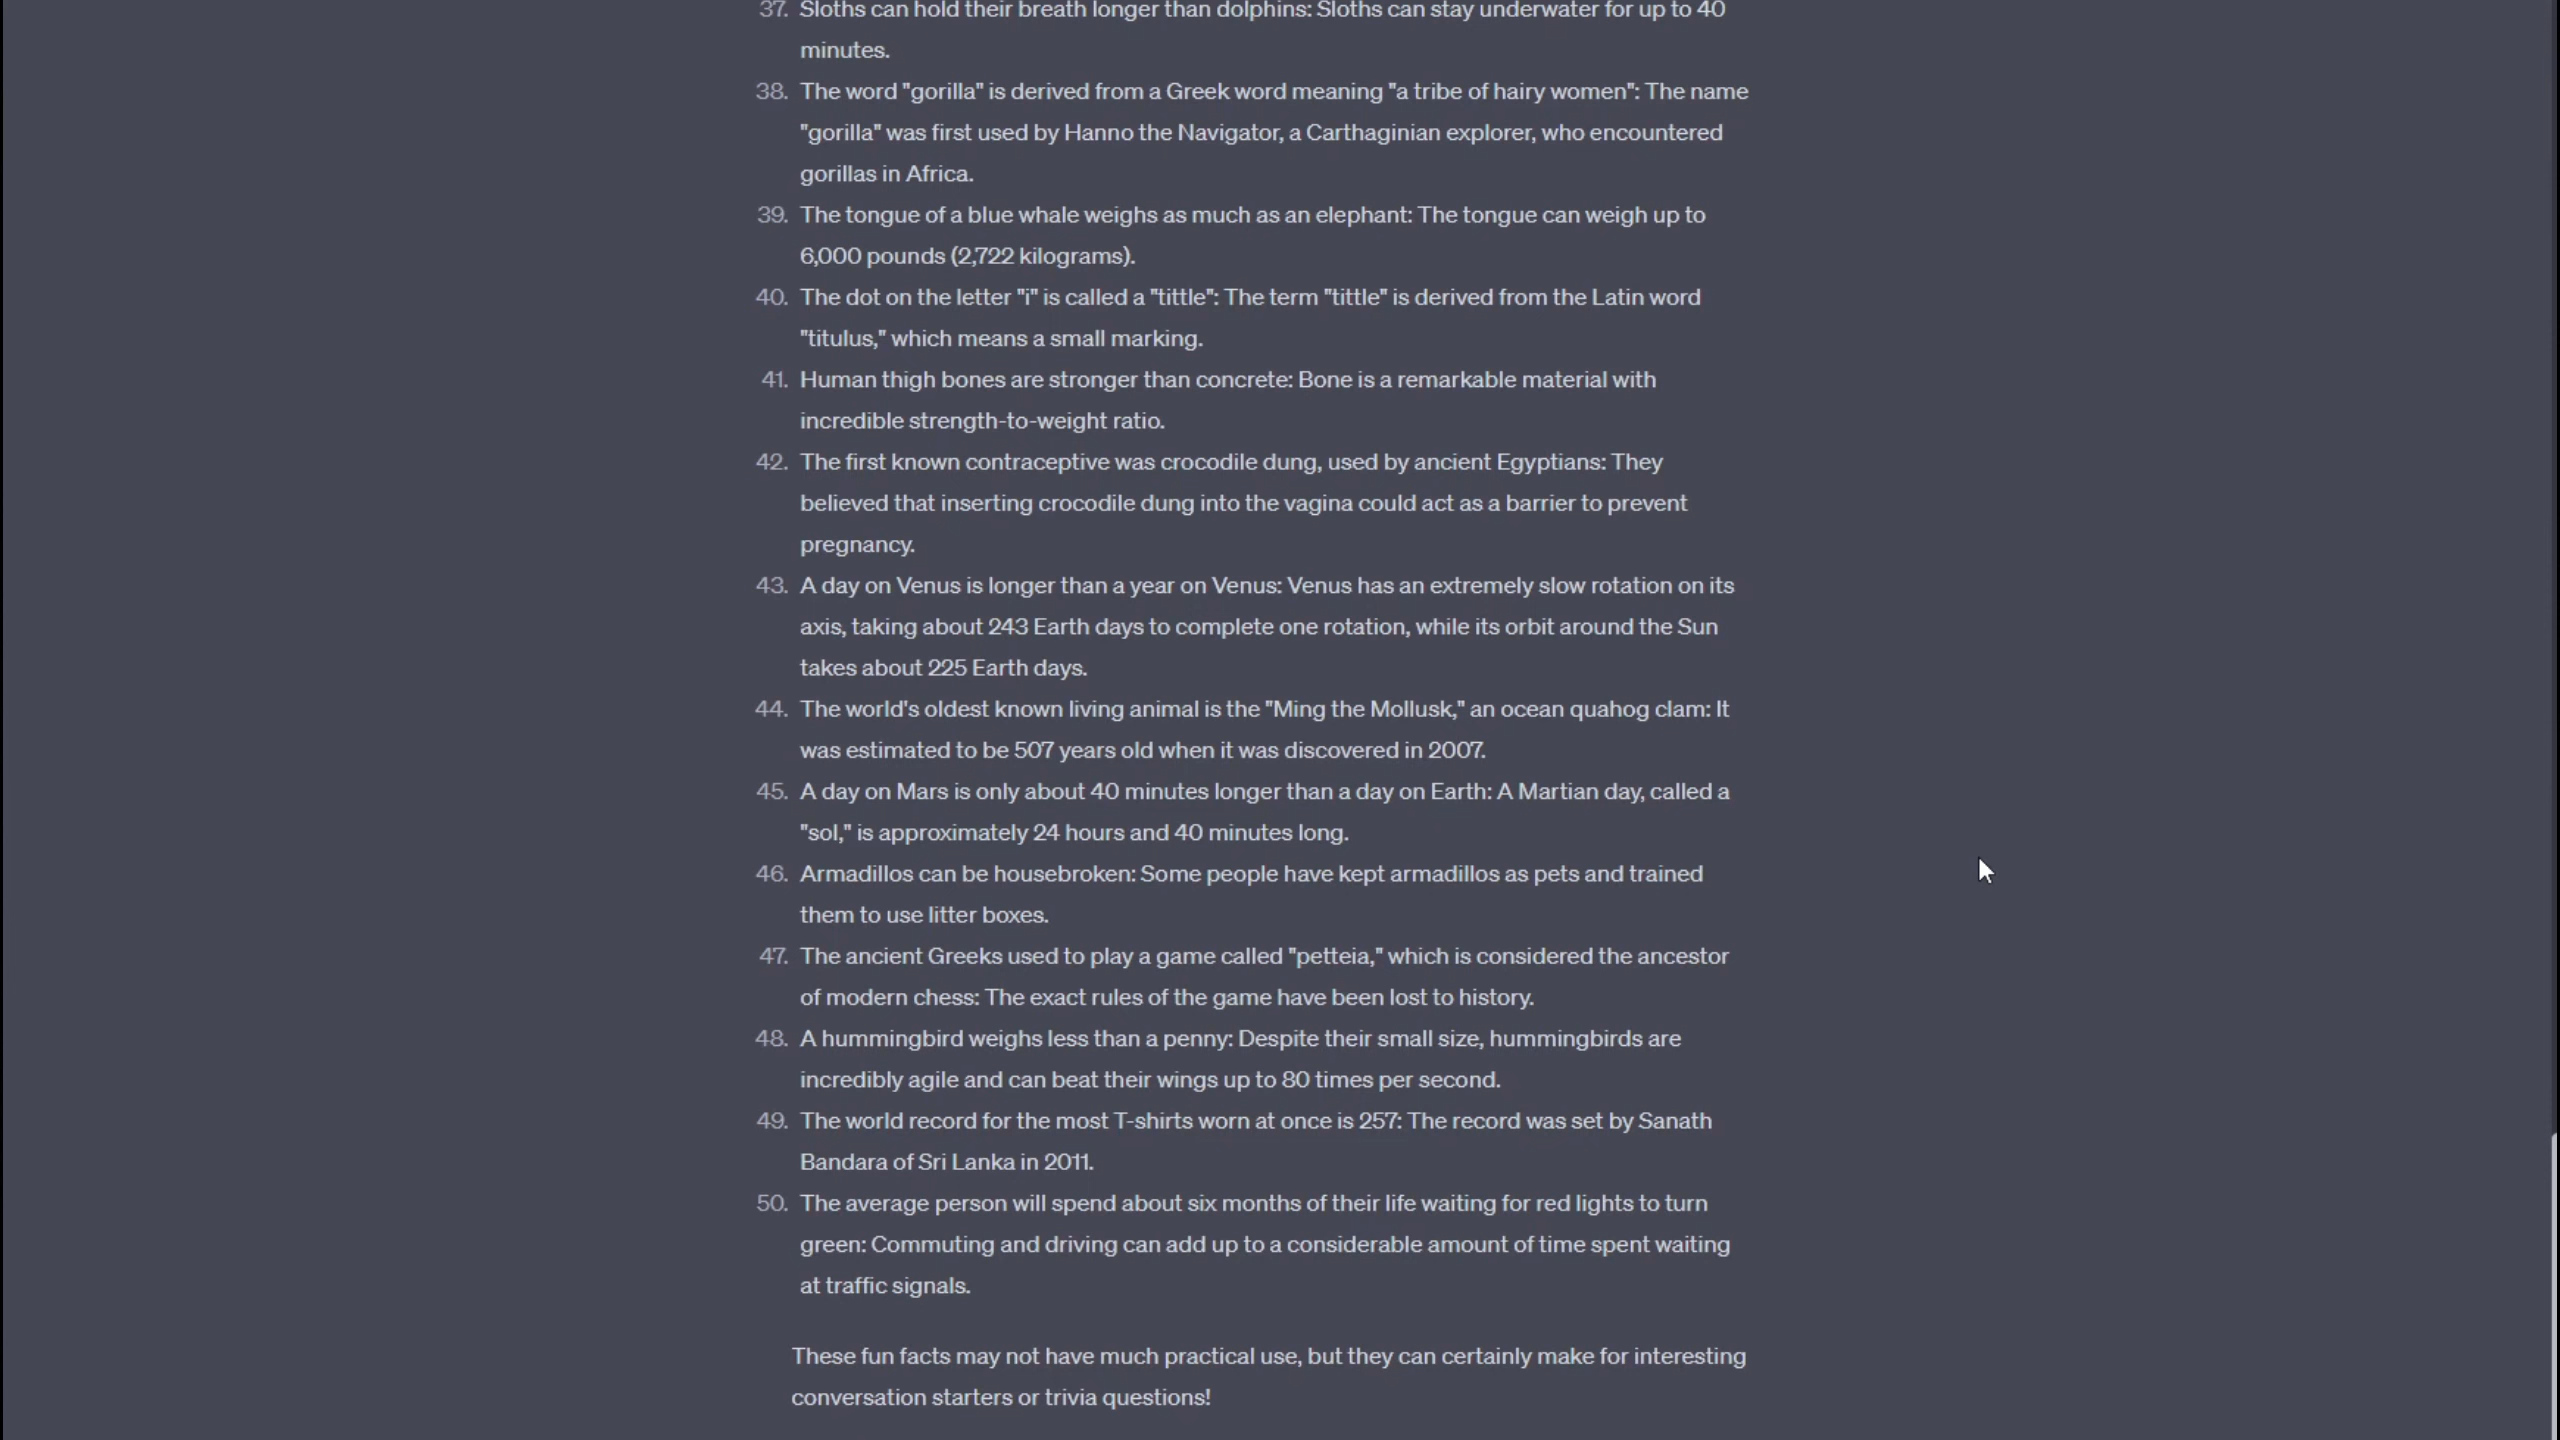 37. Sloths can hold their breath longer than dolphins: Sloths can stay underwater for up to 40
minutes.
38. The word "gorilla" is derived from a Greek word meaning "a tribe of hairy women": The name
"gorilla" was first used by Hanno the Navigator, a Carthaginian explorer, who encountered
gorillas in Africa.
39. The tongue of a blue whale weighs as much as an elephant: The tongue can weigh up to
6,000 pounds (2,722 kilograms).
40. The dot on the letter "i" is called a "tittle": The term "tittle" is derived from the Latin word
"titulus," which means a small marking.
41. Human thigh bones are stronger than concrete: Bone is a remarkable material with
incredible strength-to-weight ratio.
42. The first known contraceptive was crocodile dung, used by ancient Egyptians: They
believed that inserting crocodile dung into the vagina could act as a barrier to prevent
pregnancy.
43. A day on Venus is longer than a year on Venus: Venus has an extremely slow rotation on its
axis, taking about 243 Earth days to complete one rotation, while its orbit around the Sun
takes about 225 Earth days.
44. The world's oldest known living animal is the "Ming the Mollusk," an ocean quahog clam: It
was estimated to be 507 years old when it was discovered in 2007.
45. A day on Mars is only about 40 minutes longer than a day on Earth: A Martian day, called a
"sol," is approximately 24 hours and 40 minutes long.
46. Armadillos can be housebroken: Some people have kept armadillos as pets and trained
them to use litter boxes.
47. The ancient Greeks used to play a game called "petteia," which is considered the ancestor
of modern chess: The exact rules of the game have been lost to history.
48. A hummingbird weighs less than a penny: Despite their small size, hummingbirds are
incredibly agile and can beat their wings up to 80 times per second.
49. The world record for the most T-shirts worn at once is 257: The record was set by Sanath
Bandara of Sri Lanka in 2011.
50. The average person will spend about six months of their life waiting for red lights to turn
green: Commuting and driving can add up to a considerable amount of time spent waiting
at traffic signals.
These fun facts may not have much practical use, but they can certainly make for interesting
conversation starters or trivia questions!